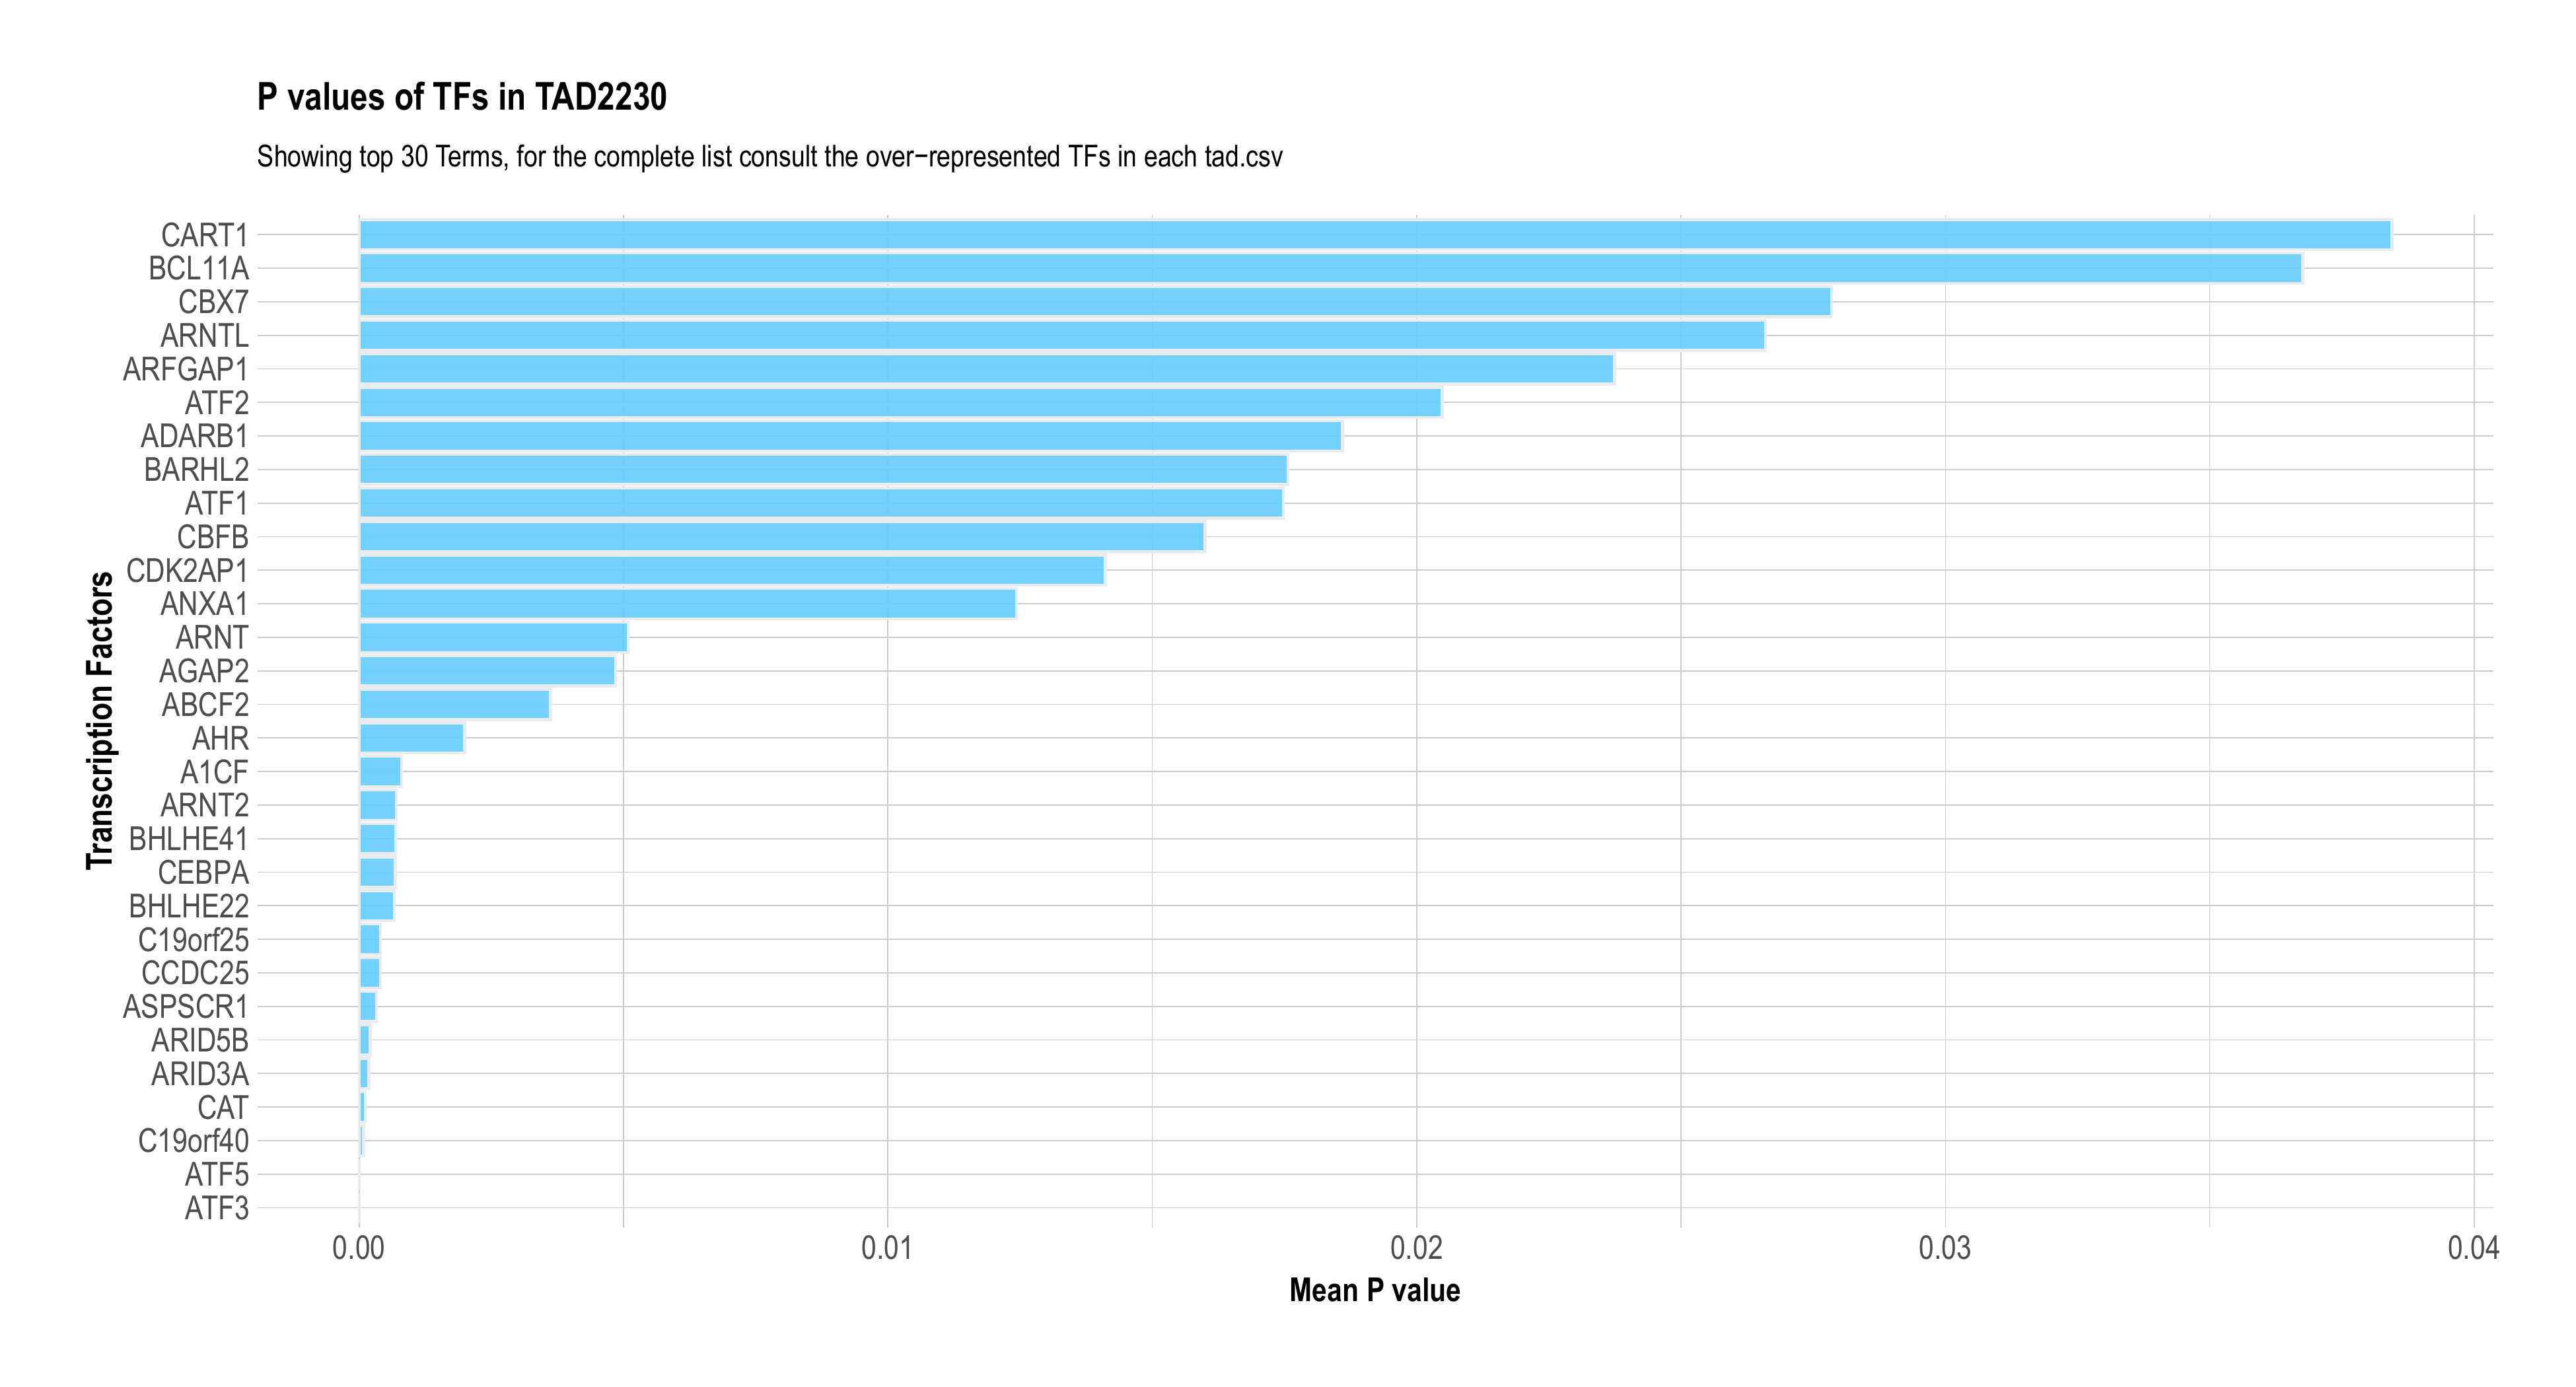 P values of TFs in TAD2230
Showing top 30 Terms, for the complete list consult the over−represented TFs in each tad.csv
Transcription Factors
CART1
BCL11A
CBX7
ARNTL
ARFGAP1
ATF2
ADARB1
BARHL2
ATF1
CBFB
CDK2AP1
ANXA1
ARNT
AGAP2
ABCF2
AHR
A1CF
ARNT2
BHLHE41
CEBPA
BHLHE22
C19orf25
CCDC25
ASPSCR1
ARID5B
ARID3A
CAT
C19orf40
ATF5
ATF3
0.00 0.01 0.02 0.03 0.04
Mean P value